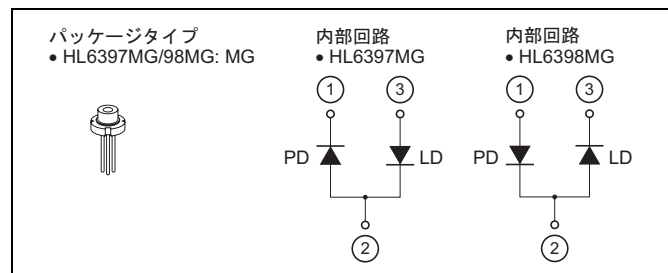 パッケージタイプ
• HL6397MG/98MG: MG
内部回路
• HL6397MG
1 3
PD LD
2
内部回路
• HL6398MG
1 3
PD LD
2